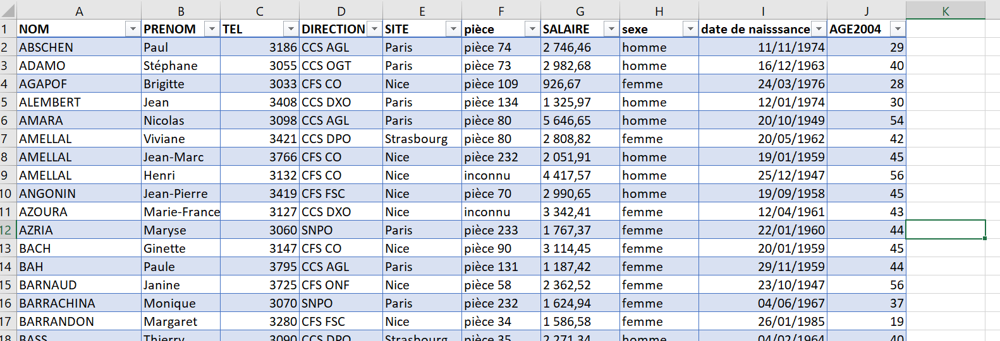 A B C D E F G H I J K
1 NOM PRENOM TEL DIRECTION SITE pièce SALAIRE sexe date de naisssance AGE2004
2 ABSCHEN Paul 3186 CCS AGL Paris pièce 74 2 746,46 homme 11/11/1974 29
3 ADAMO Stéphane 3055 CCS OGT Paris pièce 73 2 982,68 homme 16/12/1963 40
4 AGAPOF Brigitte 3033 CFS CO Nice pièce 109 926,67 femme 24/03/1976 28
5 ALEMBERT Jean 3408 CCS DXO Paris pièce 134 1 325,97 homme 12/01/1974 30
6 AMARA Nicolas 3098 CCS AGL Paris pièce 80 5 646,65 homme 20/10/1949 54
7 AMELLAL Viviane 3421 CCS DPO Strasbourg pièce 80 2 808,82 femme 20/05/1962 42
8 AMELLAL Jean-Marc 3766 CFS CO Nice pièce 232 2 051,91 homme 19/01/1959 45
9 AMELLAL Henri 3132 CFS CO Nice inconnu 4 417,57 homme 25/12/1947 56
10 ANGONIN Jean-Pierre 3419 CFS FSC Nice pièce 70 2 990,65 homme 19/09/1958 45
11 AZOURA Marie-France 3127 CCS DXO Nice inconnu 3 342,41 femme 12/04/1961 43
12 AZRIA Maryse 3060 SNPO Paris pièce 233 1 767,37 femme 22/01/1960 44
13 BACH Ginette 3147 CFS CO Nice pièce 90 3 114,45 femme 20/01/1959 45
14 BAH Paule 3795 CCS AGL Paris pièce 131 1 187,42 femme 29/11/1959 44
15 BARNAUD Janine 3725 CFS ONF Nice pièce 58 2 362,52 femme 23/10/1947 56
16 BARRACHINA Monique 3070 SNPO Paris pièce 232 1 624,94 femme 04/06/1967 37
17 BARRANDON Margaret 3280 CFS FSC Nice pièce 34 1 586,58 femme 26/01/1985 19
18 BASS Thierry 3090 CCS DPO Strasbourg pièce 35 2 271,34 homme 04/02/1964 40